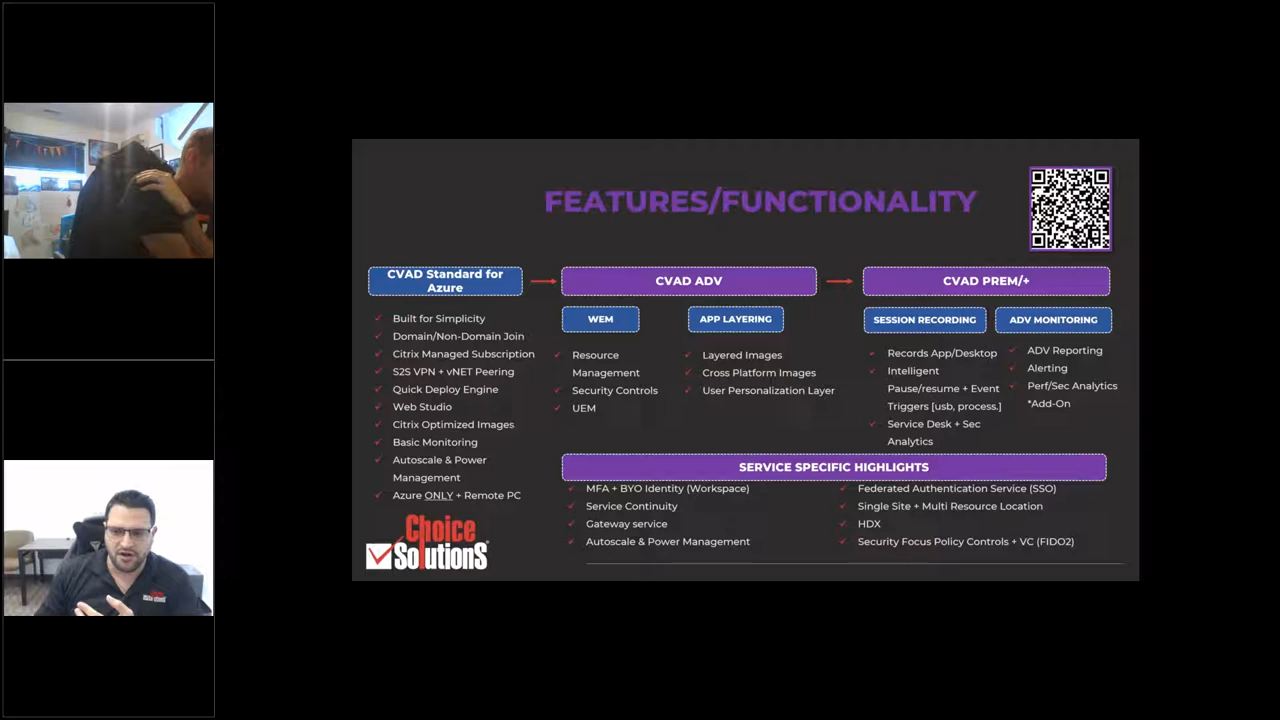 FEATURES/FUNCTIONALITY
CVAD Standard for
Azure
Built for Simplicity
Domain/Non-Domain Join
Citrix Managed Subscription
S2S VPN + vNET Peering
Quick Deploy Engine
Web Studio
Citrix Optimized Images
Basic Monitoring
Autoscale & Power
Management
Azure ONLY + Remote PC
CVAD ADV
WEM
Resource
Management
Security Controls
UEM
APP LAYERING
Layered Images
Cross Platform Images
User Personalization Layer
CVAD PREM/+
SESSION RECORDING
Records App/Desktop
Intelligent
Pause/resume + Event
Triggers [usb, process.]
Service Desk + Sec
Analytics
ADV MONITORING
ADV Reporting
Alerting
Perf/Sec Analytics
*Add-On
SERVICE SPECIFIC HIGHLIGHTS
MFA + BYO Identity (Workspace)
Service Continuity
Gateway service
Autoscale & Power Management
Federated Authentication Service (SSO)
Single Site + Multi Resource Location
HDX
Security Focus Policy Controls + VC (FIDO2)
Choice
SolutionS